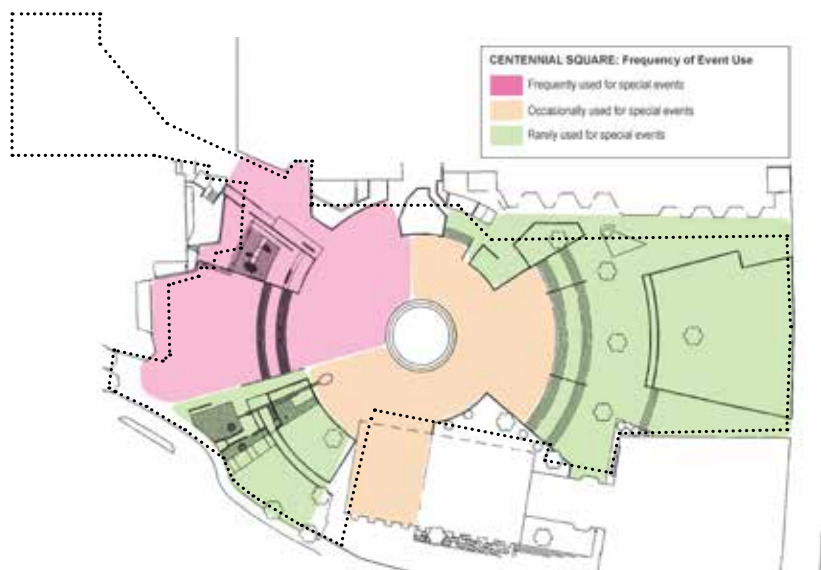 CENTENNIAL SQUARE: Frequency of Event Use
Frequently used for special events
Occasionally used for special events
Rarely used for special events